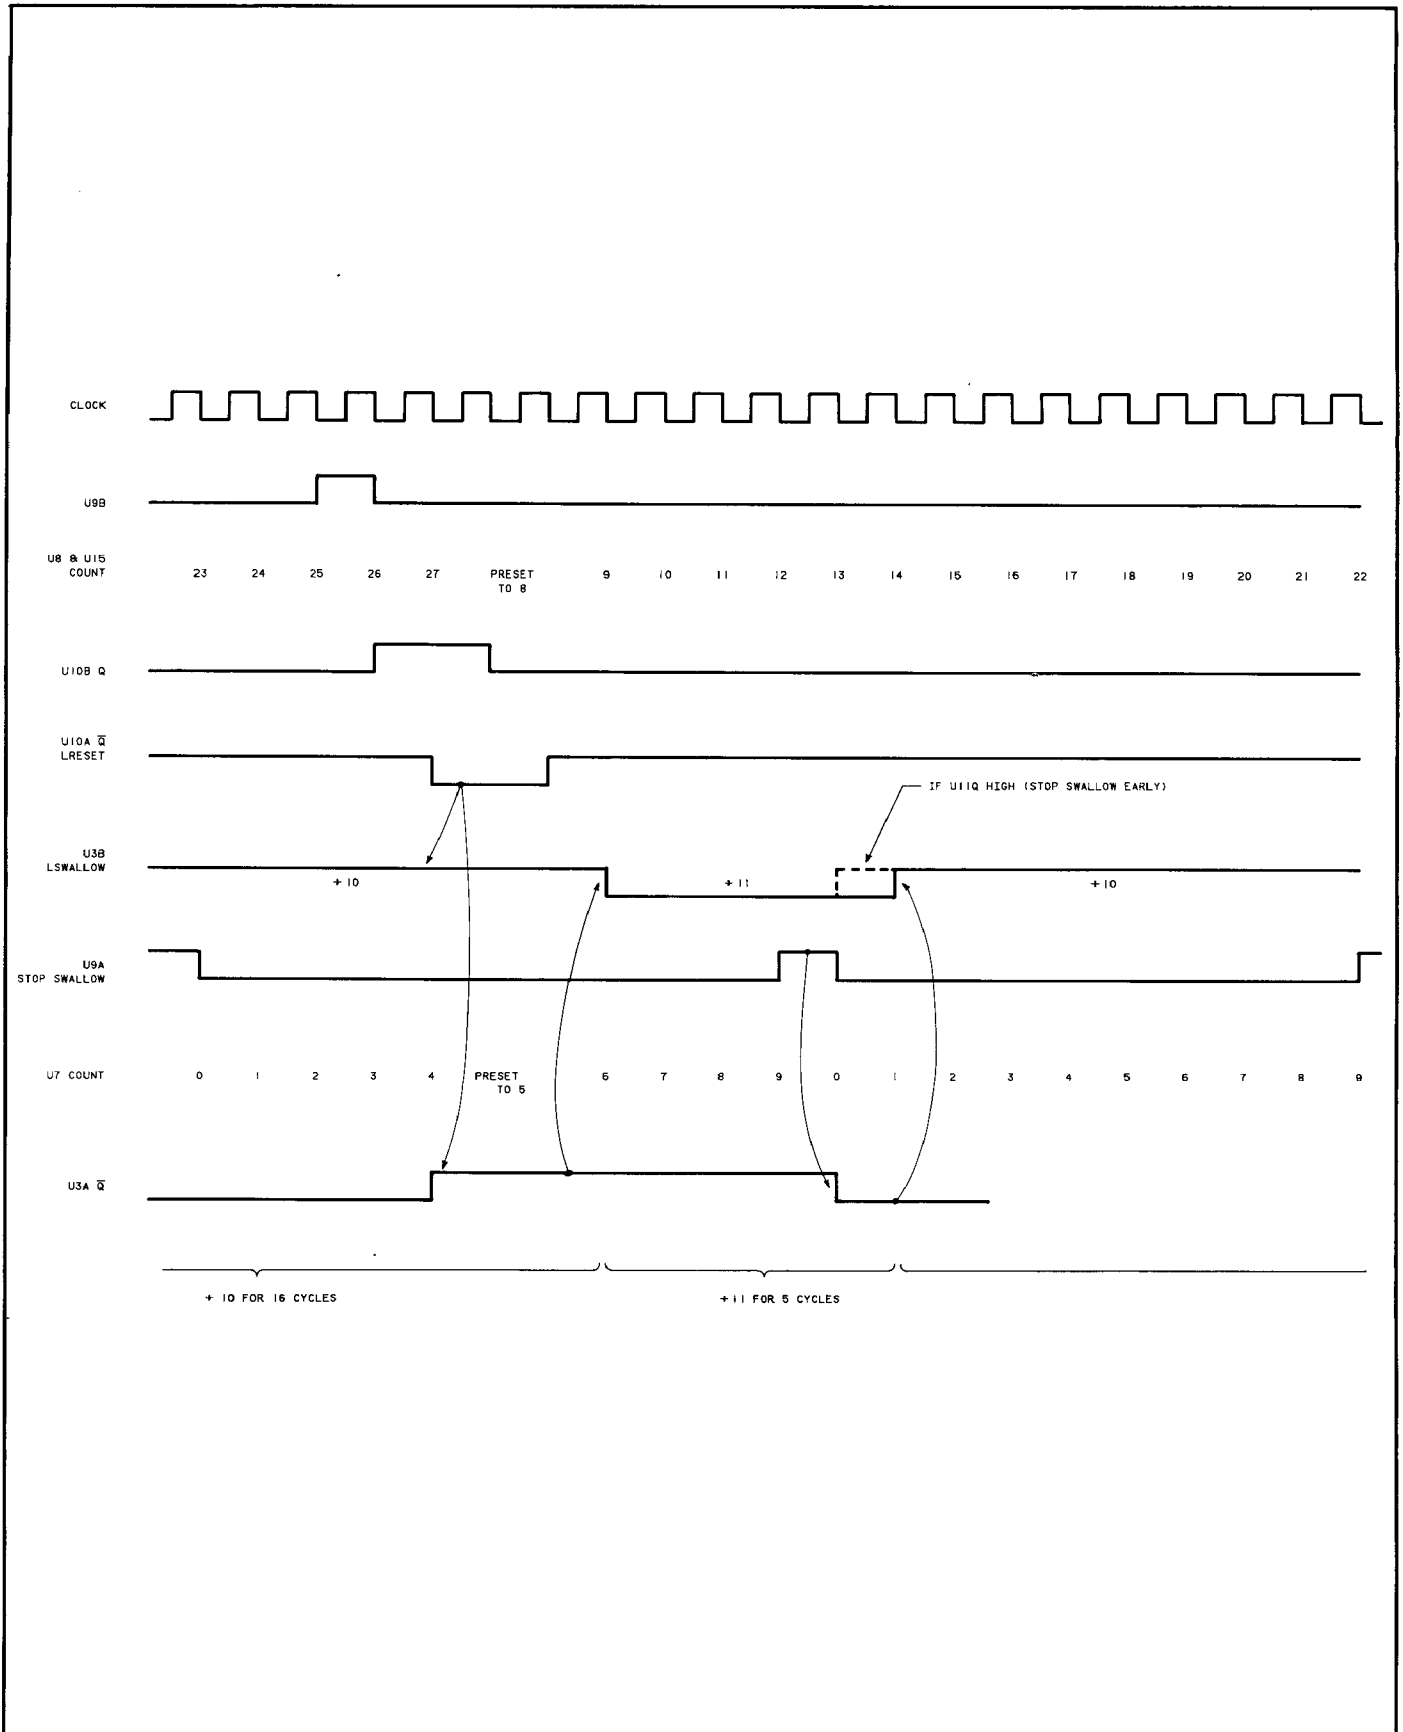 CLOCK
U9B
U8 & U15
COUNT
23 24 25 26 27 PRESET TO 8 9 10 11 12 13 14 15 16 17 18 19 20 21 22
U10B Q
U10A Q̅
LRESET
IF U11Q HIGH (STOP SWALLOW EARLY)
U3B
LSWALLOW
÷10 ÷11 ÷10
U9A
STOP SWALLOW
U7 COUNT 0 1 2 3 4 PRESET TO 5 6 7 8 9 0 1 2 3 4 5 6 7 8 9
U3A Q̅
÷ 10 FOR 16 CYCLES ÷11 FOR 5 CYCLES